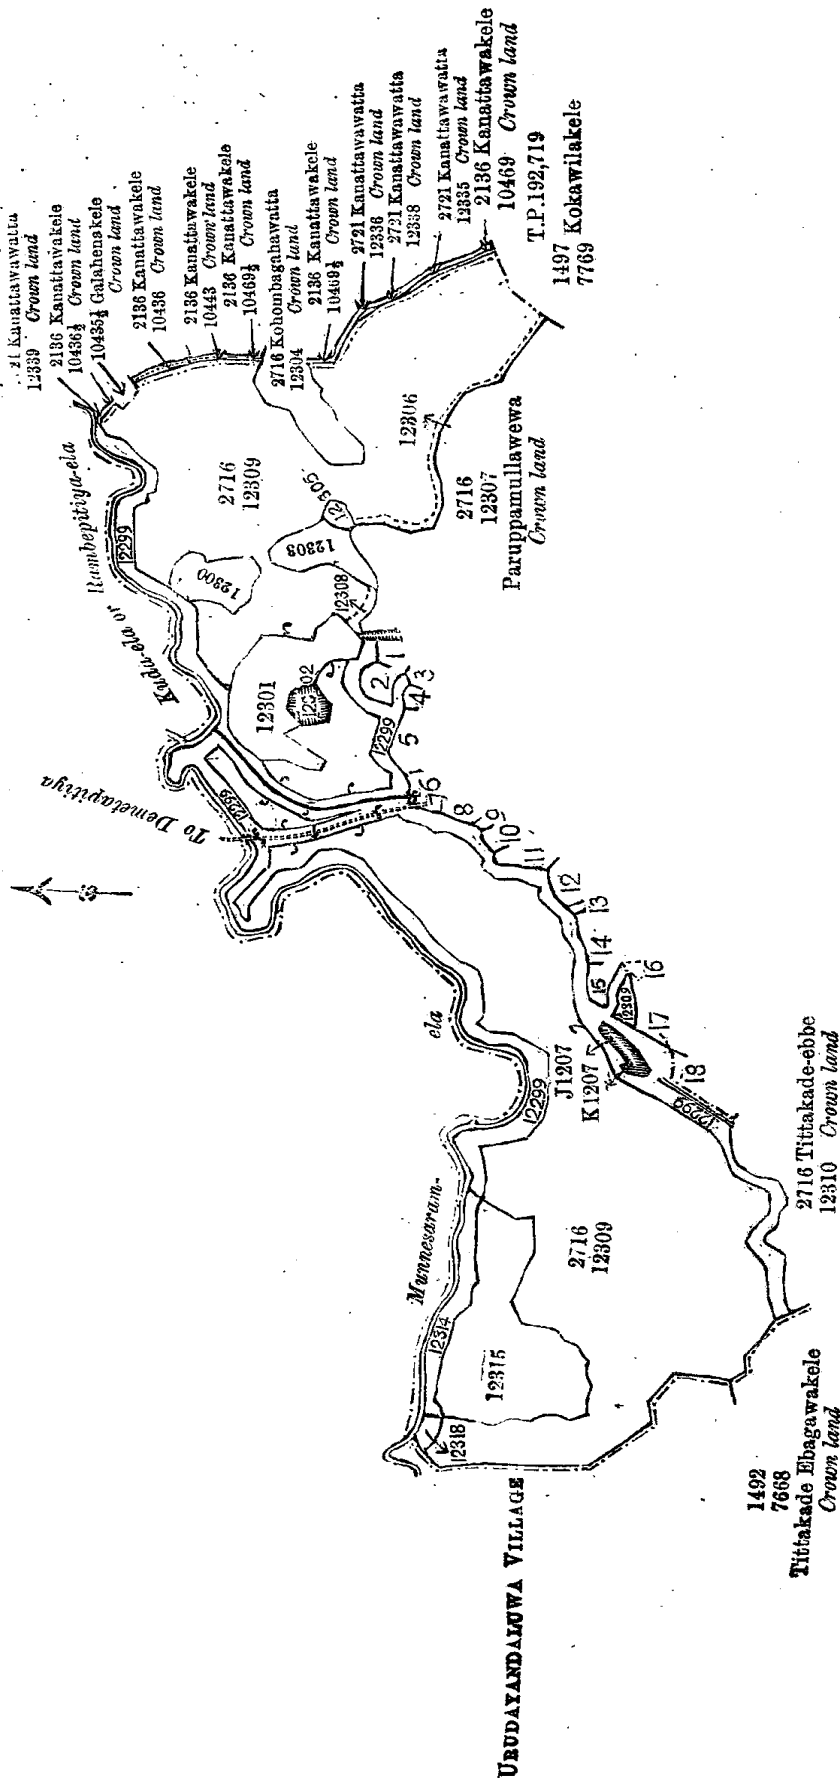 21 Kanattawawatta
12339 Crown land
2136 Kanattawakele
10436½ Crown land
10435½ Galahenakele
Crown land
2136 Kanattawakele
10436 Crown land
2136 Kanattawakele
10443 Crown land
2136 Kanattawakele
10469½ Crown land
2716 Kohombagahawatta
12304 Crown land
2136 Kanattawakele
10469½ Crown land
2721 Kanattawawatta
12336 Crown land
2721 Kanattawawatta
12338 Crown land
2721 Kanattawawatta
12335 Crown land
2136 Kanattawakele
10469 Crown land
T.P.192,719
1497 Kokawilakele
7769
Kuda-ela or Rambepitiya-ela
12299
2716
12309
12306
2716
12307
Paruppamullawewa
Crown land
12305
12303
12300
12308
12301
12302
1
2
3
4
5
12299
6
7
8
9
10
11
12
13
14
15
16
17
18
12299
To Demetapitiya
Munnesaram-
ela
12299
J1207
K1207
12309
12299
2716 Tittakade-ebbe
12310 Crown land
2716
12309
12314
12315
12318
URUDAYANDALUWA VILLAGE
1492
7668
Tittakade Ebagawakele
Crown land